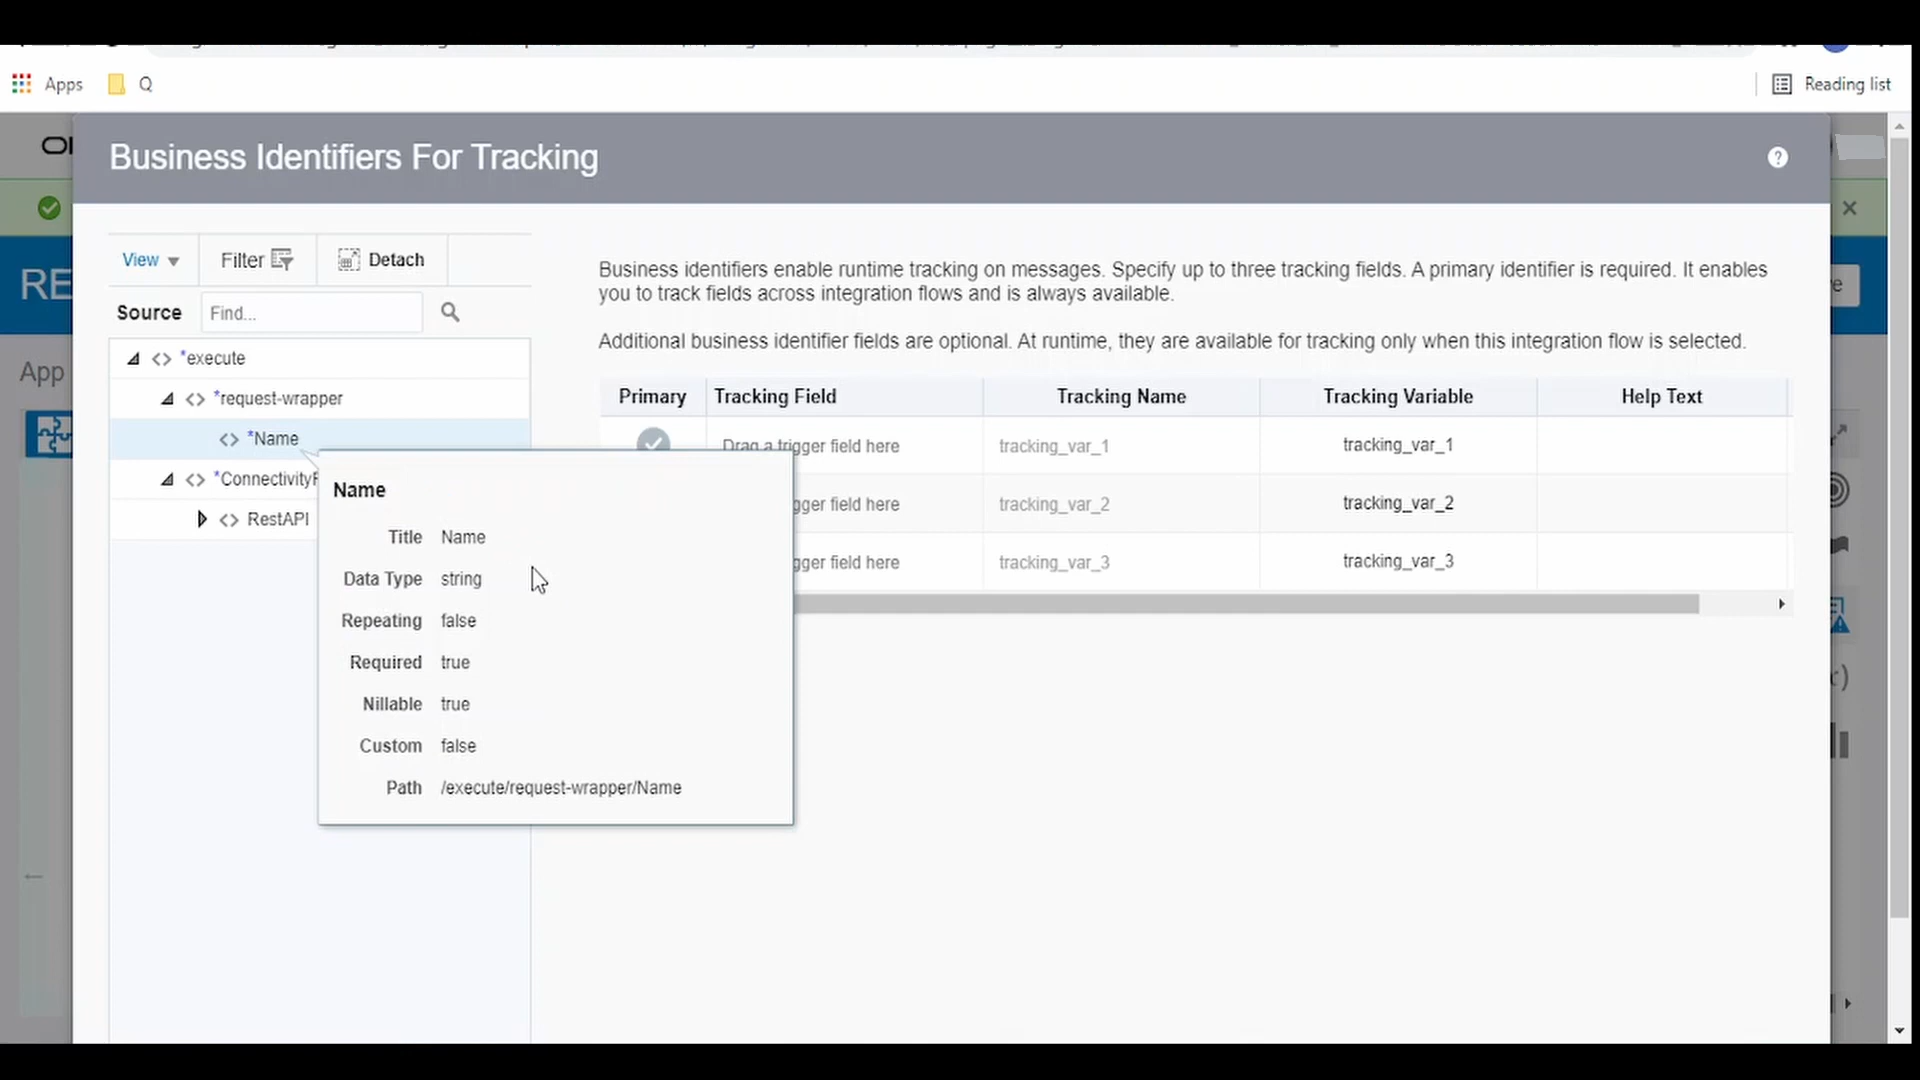 Apps
Q
Reading list
Business Identifiers For Tracking
?
RE
App
View
Filter
Detach
Source
Find...
*execute
*request-wrapper
*Name
RestAPI
Business identifiers enable runtime tracking on messages. Specify up to three tracking fields. A primary identifier is required. It enables
you to track fields across integration flows and is always available.
Additional business identifier fields are optional. At runtime, they are available for tracking only when this integration flow is selected.
Primary Tracking Field Tracking Name Tracking Variable Help Text
Drag a trigger field here tracking_var_1 tracking_var_1
field here tracking_var_2 tracking_var_2
field here tracking_var_3 tracking_var_3
Name
Title Name
Data Type string
Repeating false
Required true
Nillable true
Custom false
Path /execute/request-wrapper/Name